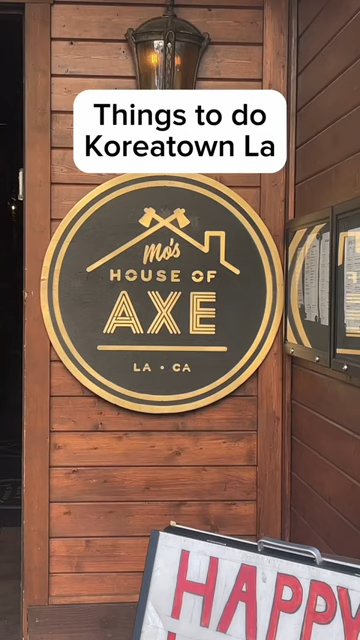 Things to do
Koreatown La
Mo's
HOUSE OF
AXE
LA • CA
HAPPY